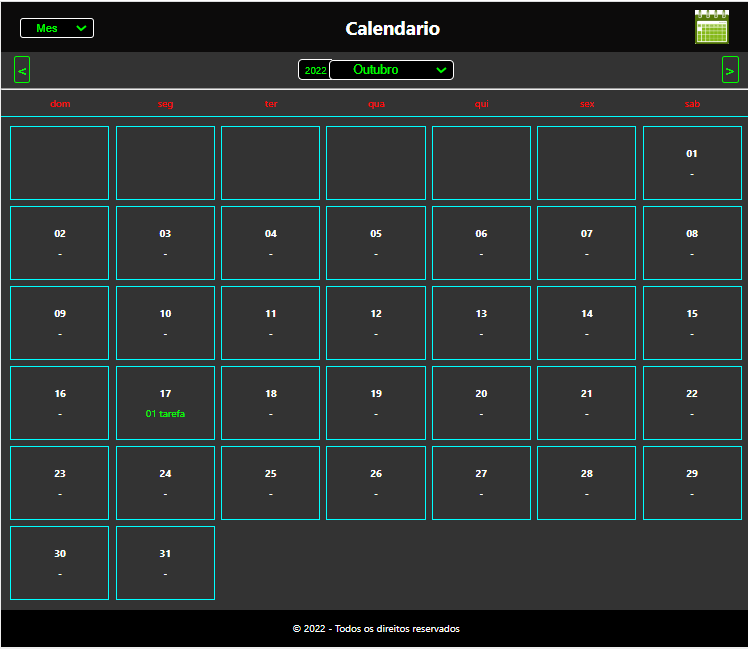 Mes Calendario
< 2022 Outubro >
dom seg ter qua qui sex sab
01
-
02 03 04 05 06 07 08
- - - - - - -
09 10 11 12 13 14 15
- - - - - - -
16 17 18 19 20 21 22
- 01 tarefa - - - - -
23 24 25 26 27 28 29
- - - - - - -
30 31
- -
© 2022 - Todos os direitos reservados